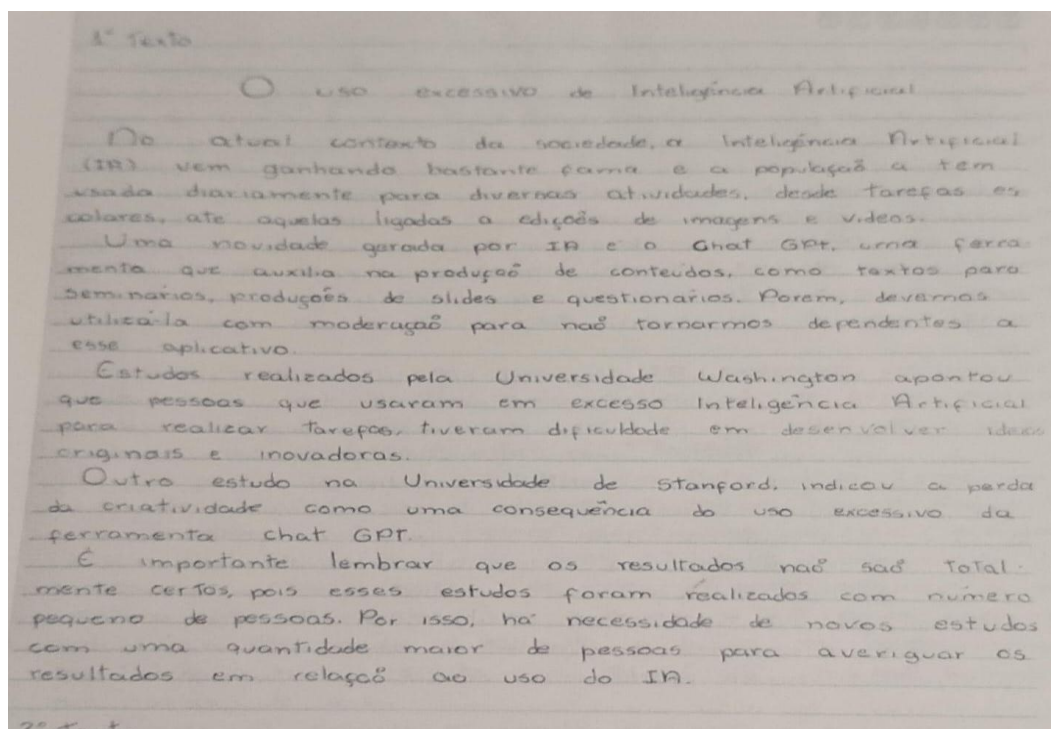 1º Texto
O uso excessivo de Inteligência Artificial
No atual contexto da sociedade, a Inteligência Artificial
(IA) vem ganhando bastante fama e a população a tem
usada diariamente para diversas atividades, desde tarefas es
colares, ate aquelas ligadas a edições de imagens e videos.
Uma novidade gerada por IA e o Chat GPT, uma ferra
menta que auxilia na produção de conteúdos, como textos para
seminarios, produções de slides e questionarios. Porem, devemos
utiliza-la com moderação para não tornarmos dependentes a
esse aplicativo.
Estudos realizados pela Universidade Washington apontou
que pessoas que usaram em excesso Inteligência Artificial
para realizar tarefas, tiveram dificuldade em desenvolver ideias
originais e inovadoras.
Outro estudo na Universidade de Stanford, indicou a perda
da criatividade como uma consequência do uso excessivo da
ferramenta chat GPT.
É importante lembrar que os resultados não são total-
mente certos, pois esses estudos foram realizados com número
pequeno de pessoas. Por isso, há necessidade de novos estudos
com uma quantidade maior de pessoas para averiguar os
resultados em relação ao uso do IA.